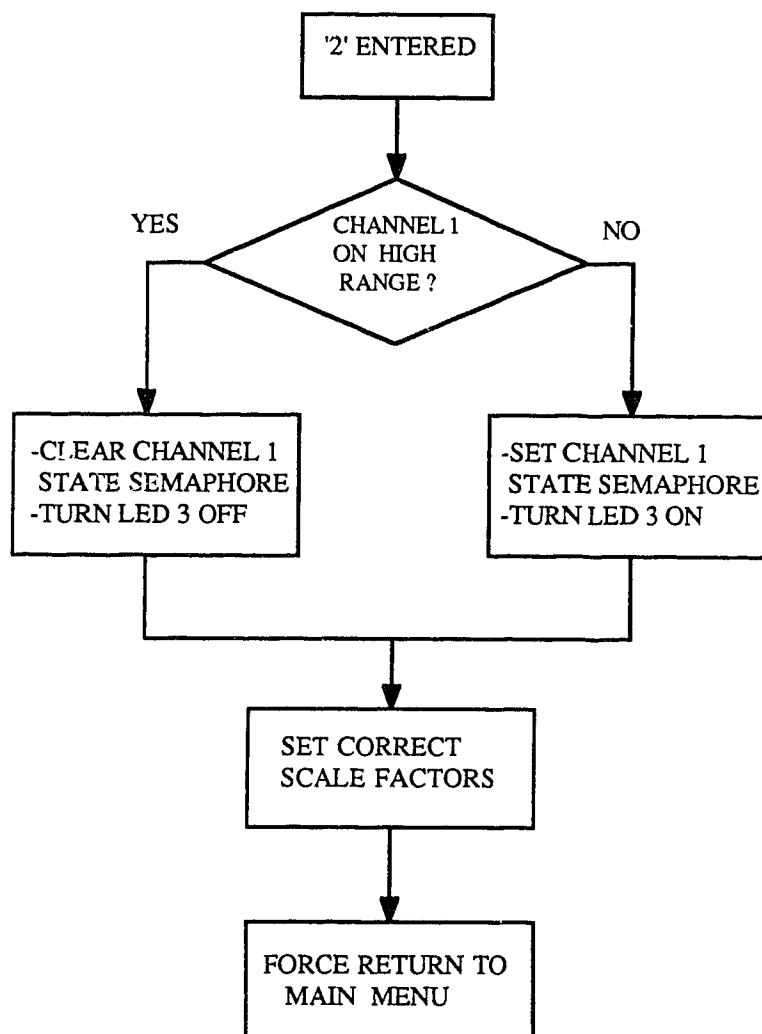 '2' ENTERED
CHANNEL 1
ON HIGH
RANGE ?
YES
NO
-CLEAR CHANNEL 1
STATE SEMAPHORE
-TURN LED 3 OFF
-SET CHANNEL 1
STATE SEMAPHORE
-TURN LED 3 ON
SET CORRECT
SCALE FACTORS
FORCE RETURN TO
MAIN MENU